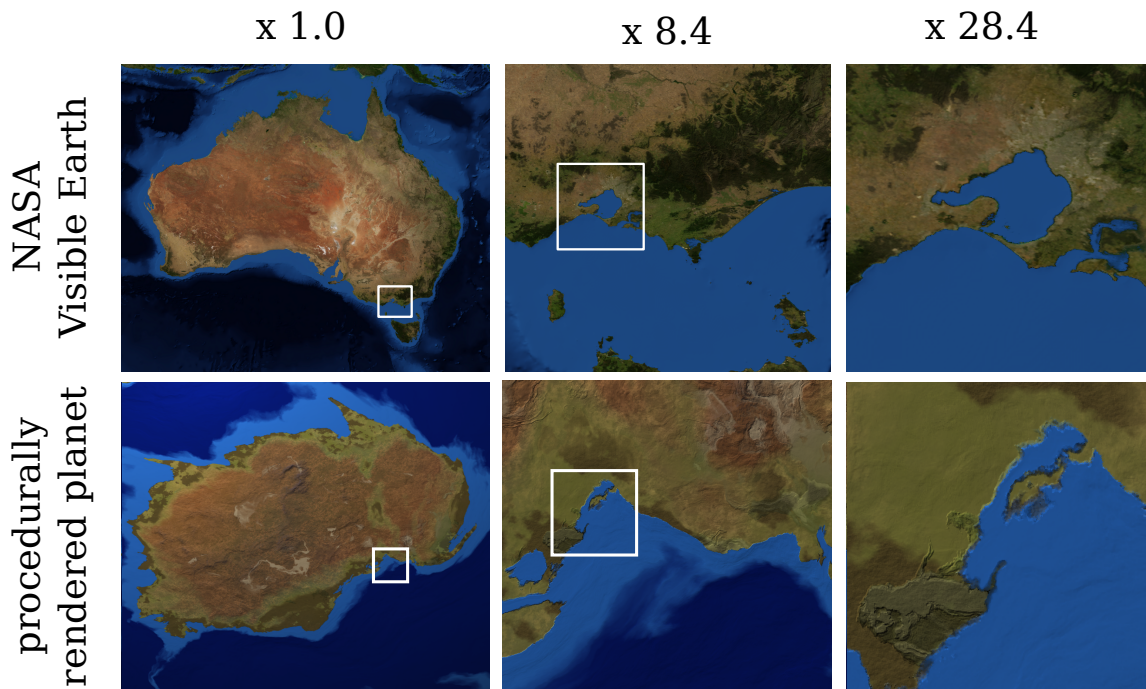 x 1.0
x 8.4
x 28.4
NASA
Visible Earth
procedurally
rendered planet